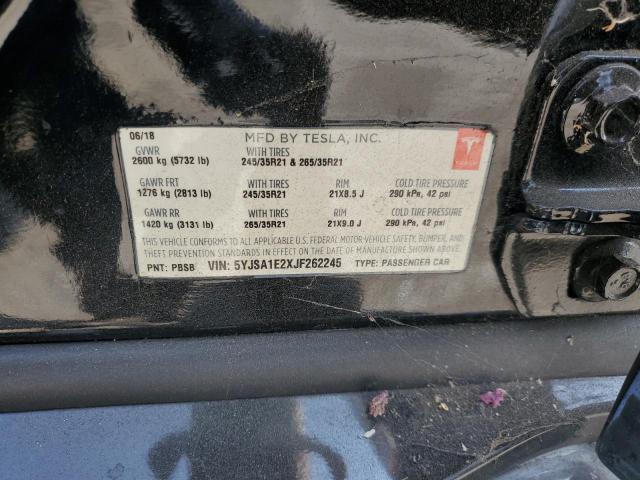 06/18 MFD BY TESLA, INC.
GVWR WITH TIRES
2600 kg (5732 lb) 245/35R21 & 265/35R21
GAWR FRT WITH TIRES RIM COLD TIRE PRESSURE
1276 kg (2813 lb) 245/35R21 21X8.5 J 290 kPa, 42 psi
GAWR RR WITH TIRES RIM COLD TIRE PRESSURE
1420 kg (3131 lb) 265/35R21 21X9.0 J 290 kPa, 42 psi
THIS VEHICLE CONFORMS TO ALL APPLICABLE U.S. FEDERAL MOTOR-VEHICLE SAFETY, BUMPER, AND
THEFT PREVENTION STANDARDS IN EFFECT ON THE DATE OF MANUFACTURE SHOWN ABOVE.
PNT: PBSB VIN: 5YJSA1E2XJF262245 TYPE: PASSENGER CAR
TESLA